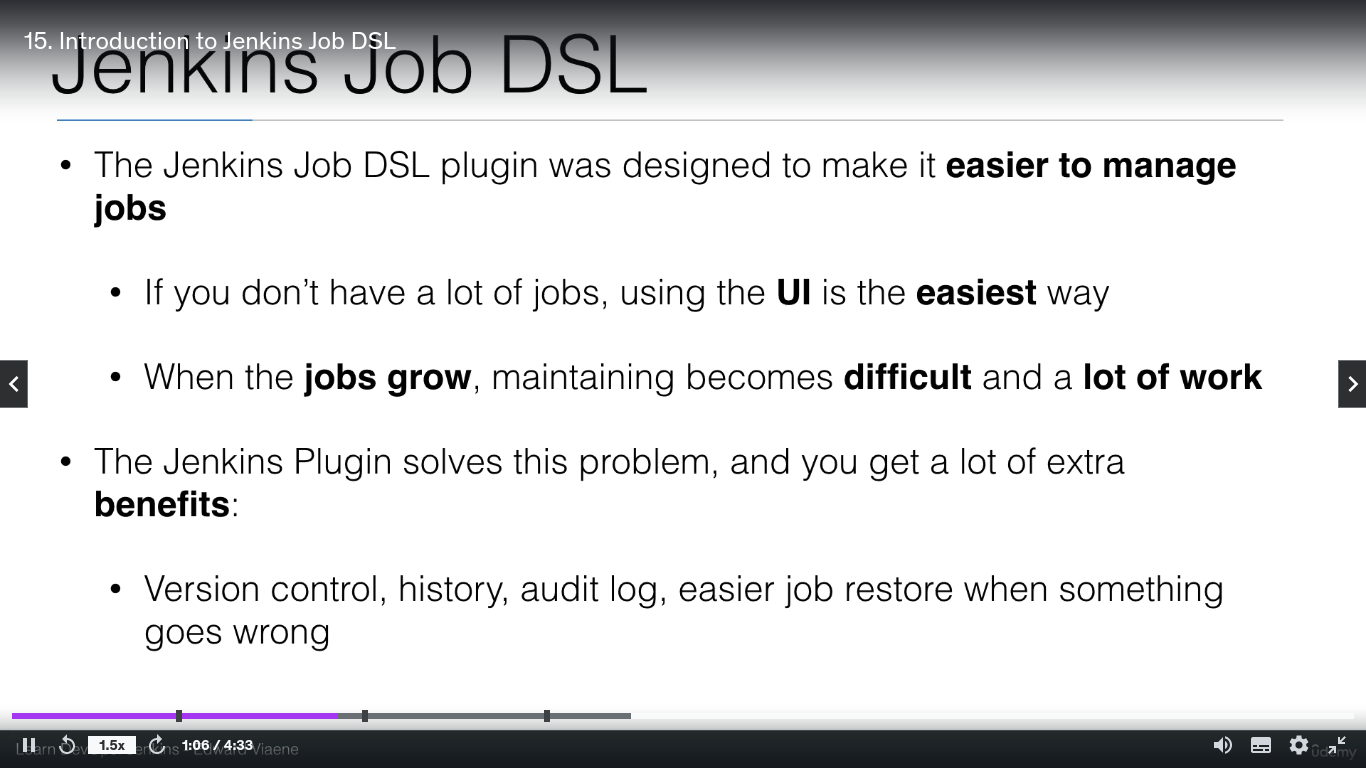 15. Introduction to Jenkins Job DSL
Jenkins Job DSL
• The Jenkins Job DSL plugin was designed to make it easier to manage
jobs
• If you don’t have a lot of jobs, using the UI is the easiest way
• When the jobs grow, maintaining becomes difficult and a lot of work
• The Jenkins Plugin solves this problem, and you get a lot of extra
benefits:
• Version control, history, audit log, easier job restore when something
goes wrong
1.5x
1:06 / 4:33
Edward Viaene
ûdemy